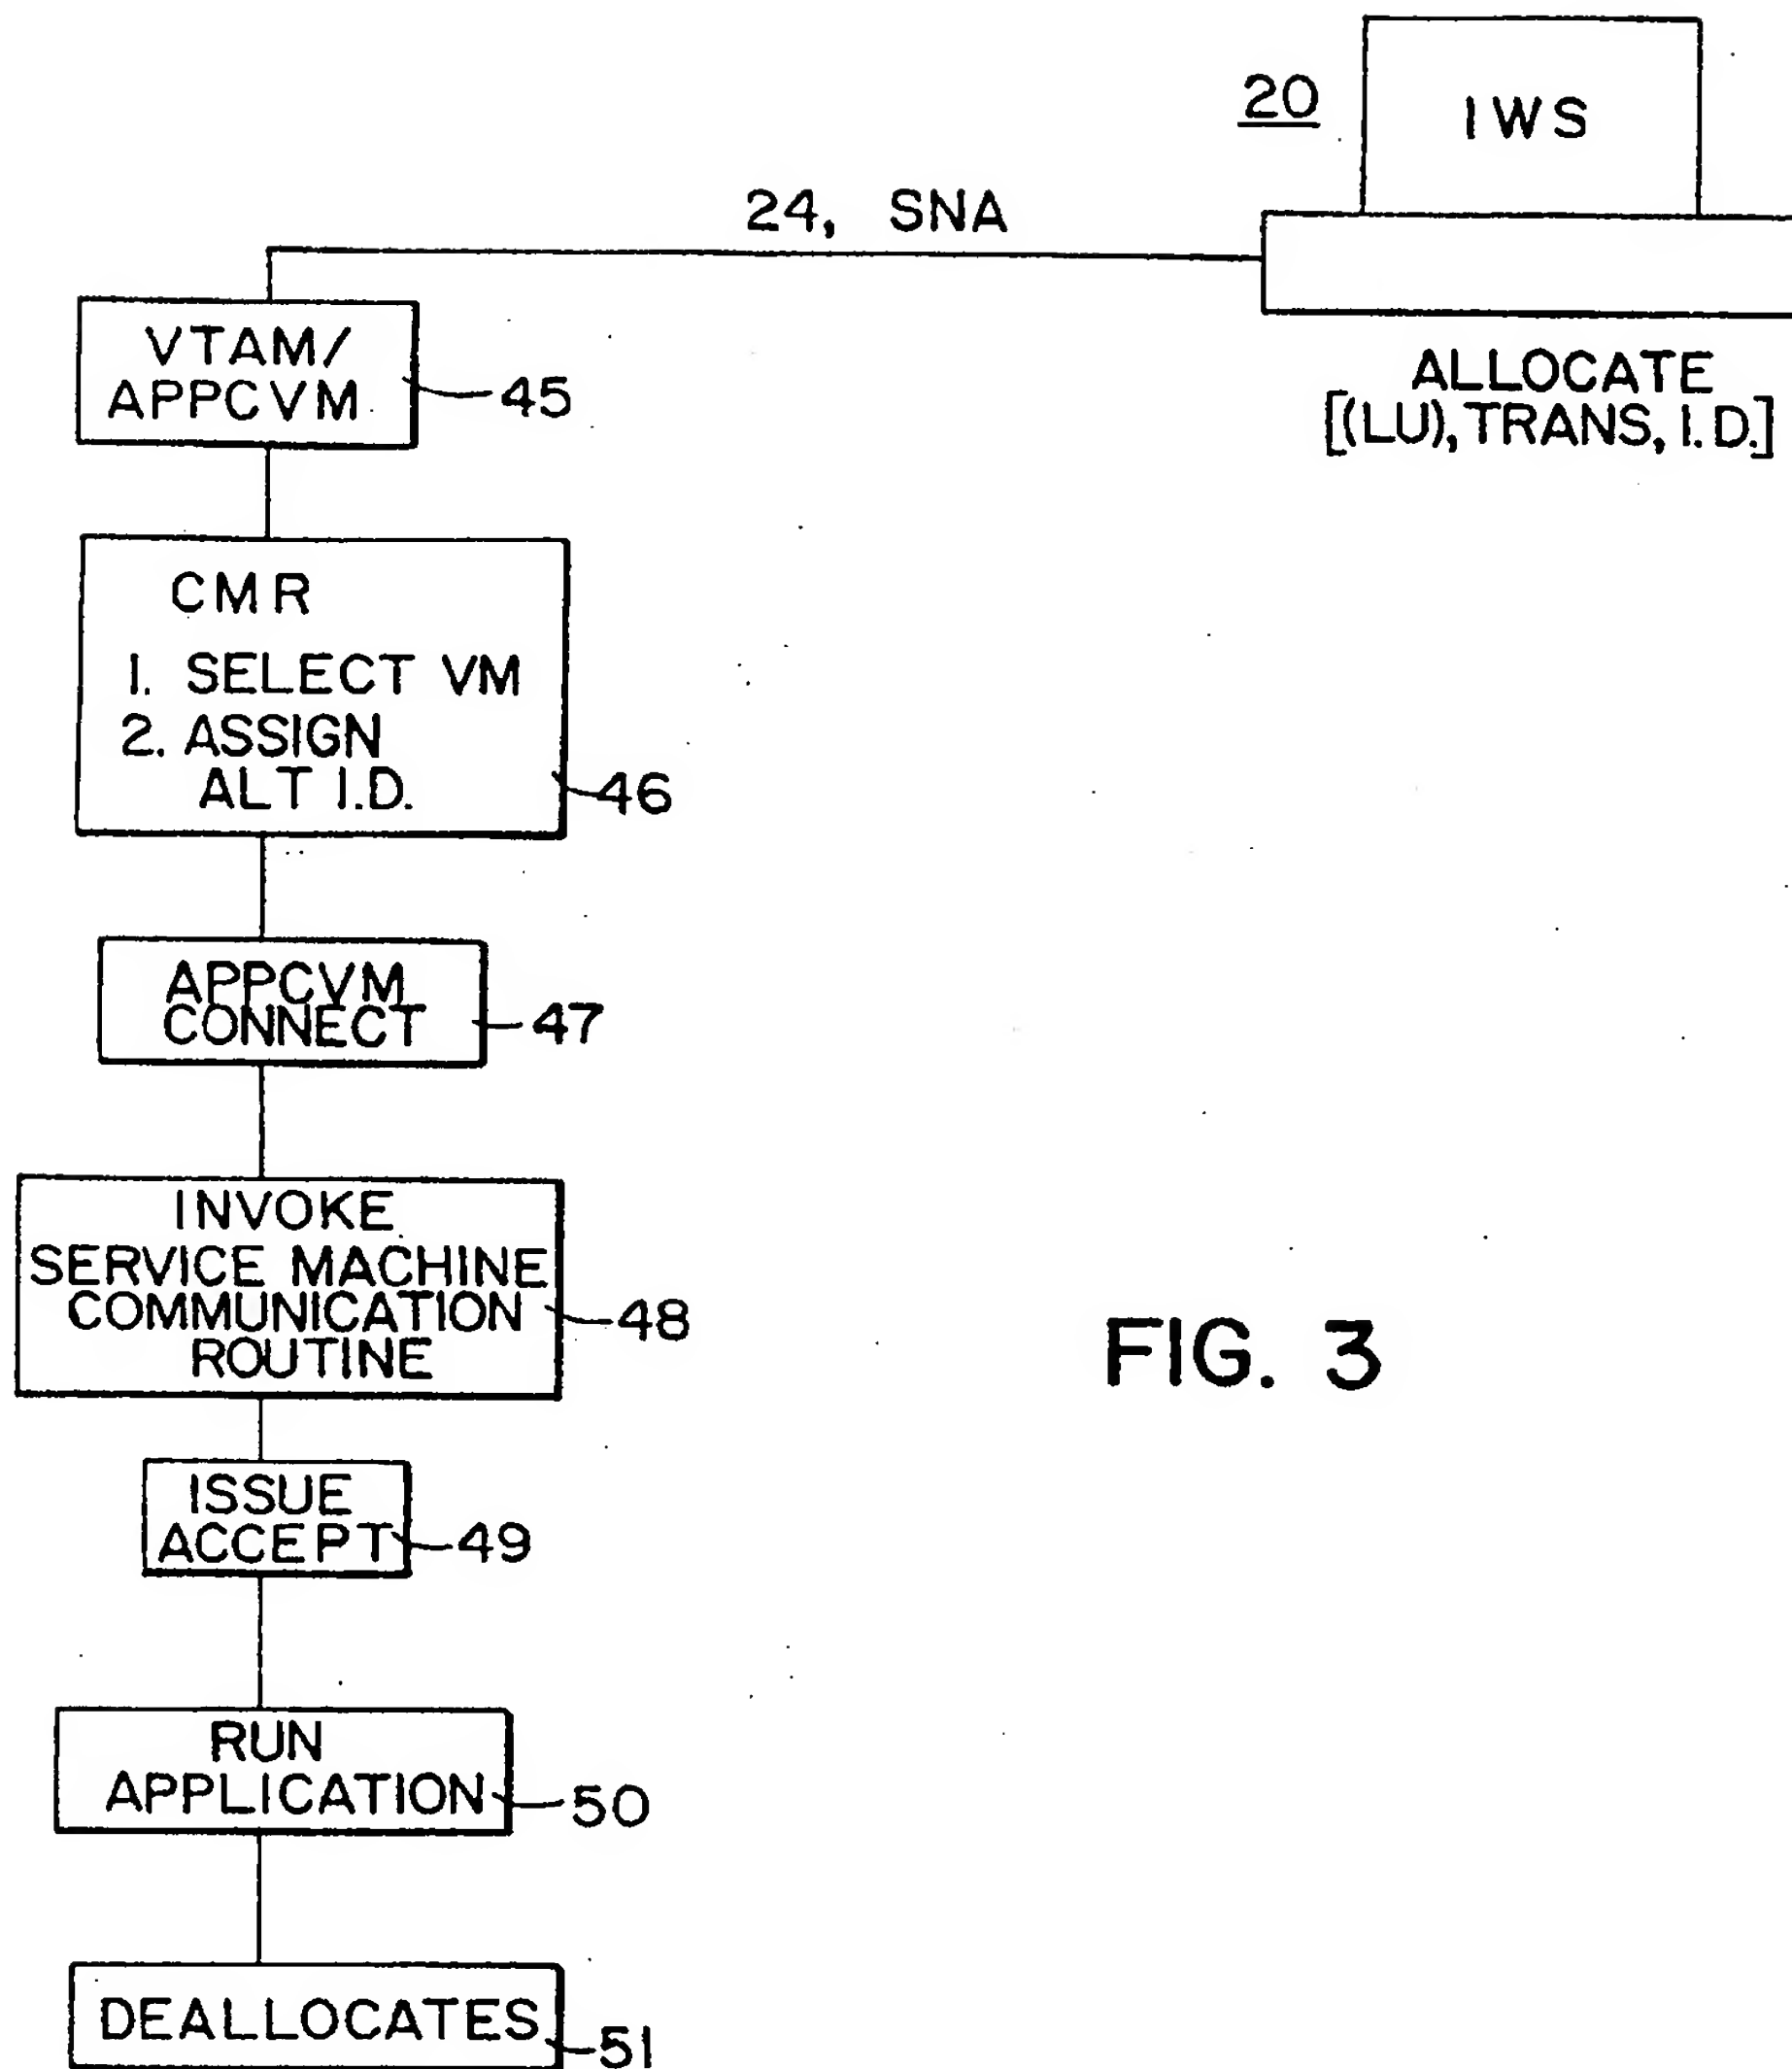 20
IWS
24, SNA
VTAM/
APPCVM
45
ALLOCATE
[(LU), TRANS, I.D.]
CMR
1. SELECT VM
2. ASSIGN
ALT I.D.
46
APPCVM
CONNECT
47
INVOKE
SERVICE MACHINE
COMMUNICATION
ROUTINE
48
FIG. 3
ISSUE
ACCEPT
49
RUN
APPLICATION
50
DEALLOCATES
51